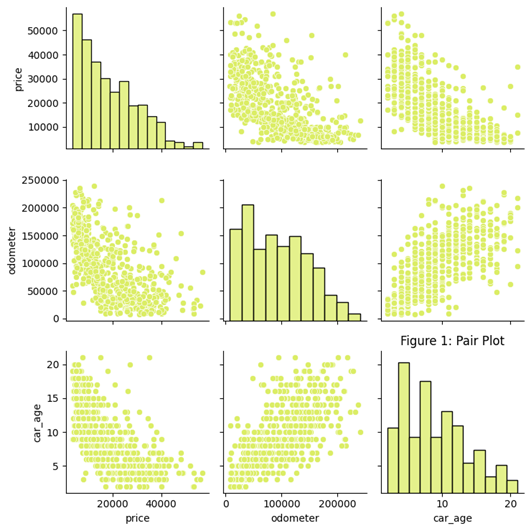 50000
40000
30000
20000
10000
price
250000
200000
150000
100000
50000
0
odometer
Figure 1: Pair Plot
20
15
10
5
car_age
20000 40000
price
0 100000 200000
odometer
10 20
car_age